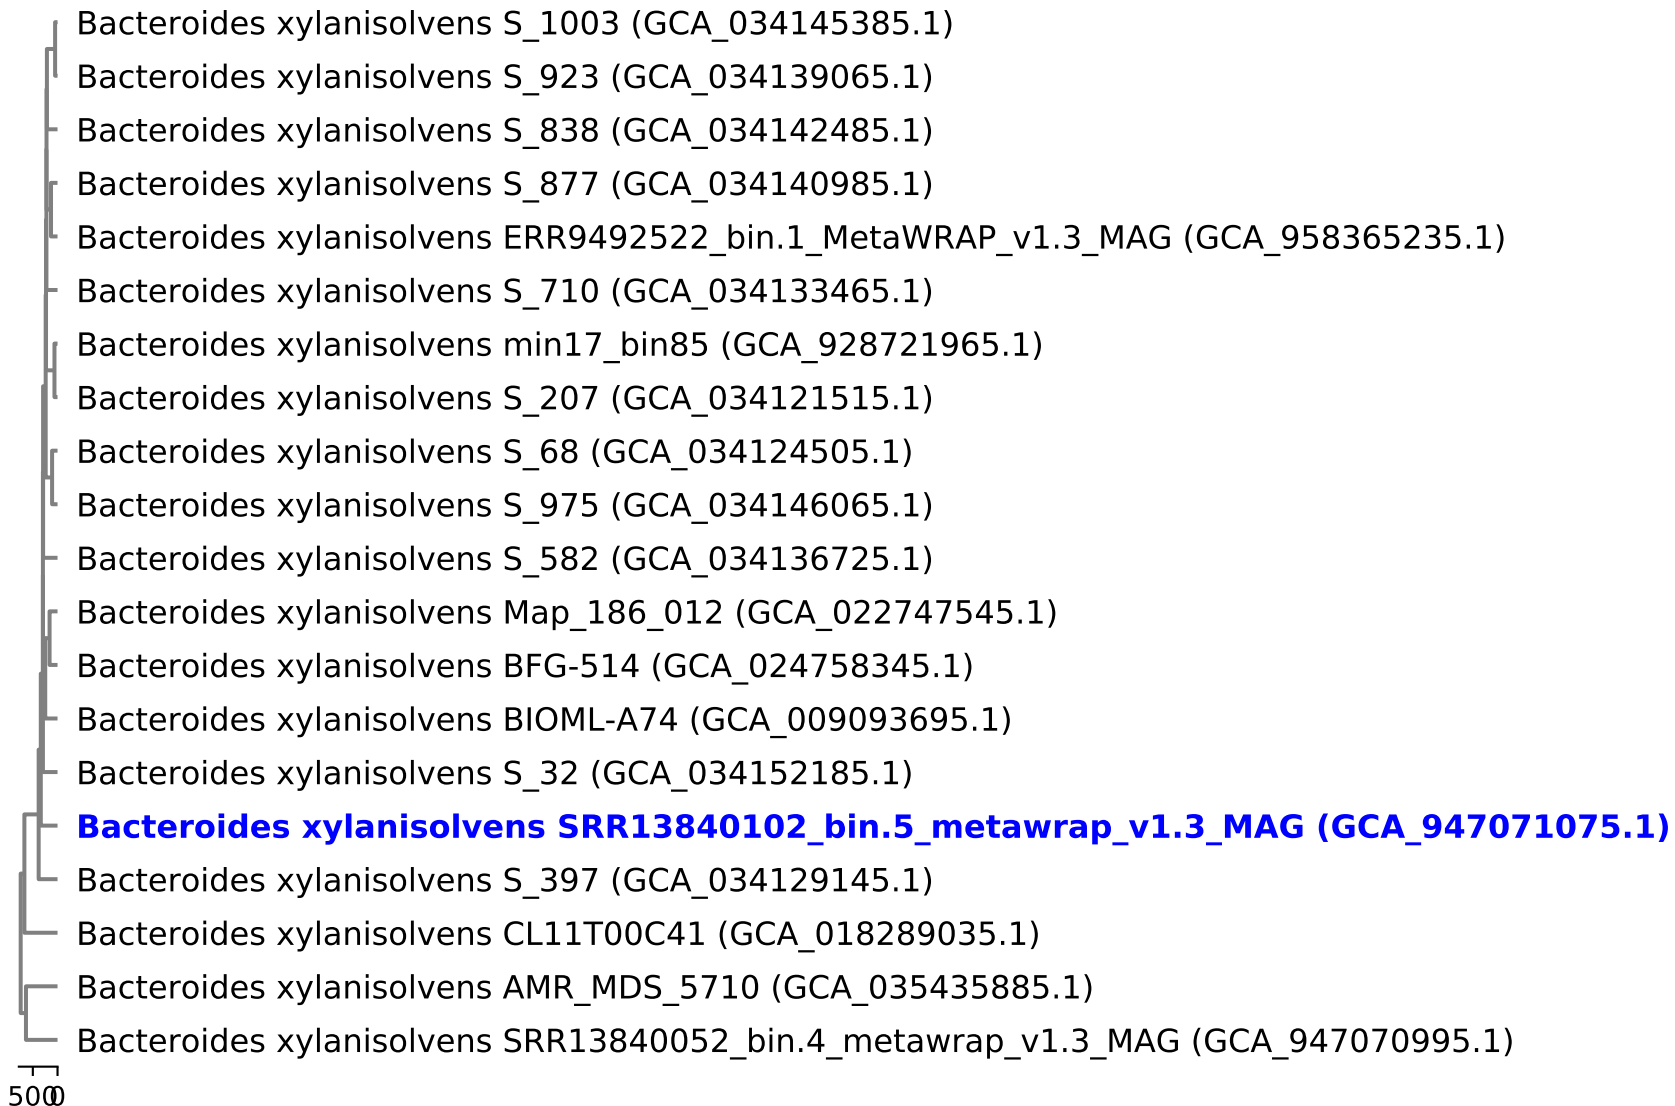 Bacteroides xylanisolvens S_1003 (GCA_034145385.1)
Bacteroides xylanisolvens S_923 (GCA_034139065.1)
Bacteroides xylanisolvens S_838 (GCA_034142485.1)
Bacteroides xylanisolvens S_877 (GCA_034140985.1)
Bacteroides xylanisolvens ERR9492522_bin.1_MetaWRAP_v1.3_MAG (GCA_958365235.1)
Bacteroides xylanisolvens S_710 (GCA_034133465.1)
Bacteroides xylanisolvens min17_bin85 (GCA_928721965.1)
Bacteroides xylanisolvens S_207 (GCA_034121515.1)
Bacteroides xylanisolvens S_68 (GCA_034124505.1)
Bacteroides xylanisolvens S_975 (GCA_034146065.1)
Bacteroides xylanisolvens S_582 (GCA_034136725.1)
Bacteroides xylanisolvens Map_186_012 (GCA_022747545.1)
Bacteroides xylanisolvens BFG-514 (GCA_024758345.1)
Bacteroides xylanisolvens BIOML-A74 (GCA_009093695.1)
Bacteroides xylanisolvens S_32 (GCA_034152185.1)
Bacteroides xylanisolvens SRR13840102_bin.5_metawrap_v1.3_MAG (GCA_947071075.1)
Bacteroides xylanisolvens S_397 (GCA_034129145.1)
Bacteroides xylanisolvens CL11T00C41 (GCA_018289035.1)
Bacteroides xylanisolvens AMR_MDS_5710 (GCA_035435885.1)
Bacteroides xylanisolvens SRR13840052_bin.4_metawrap_v1.3_MAG (GCA_947070995.1)
500 0